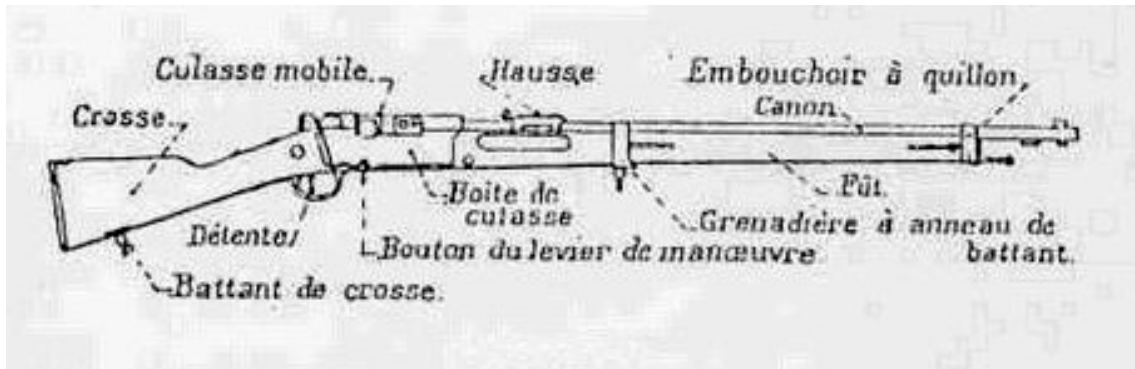 Culasse mobile.
Hausse
Embouchoir à quillon.
Canon
Crosse.
Boîte de
culasse
Fût.
Détente
Grenadière à anneau de
battant.
Bouton du levier de manœuvre.
Battant de crosse.